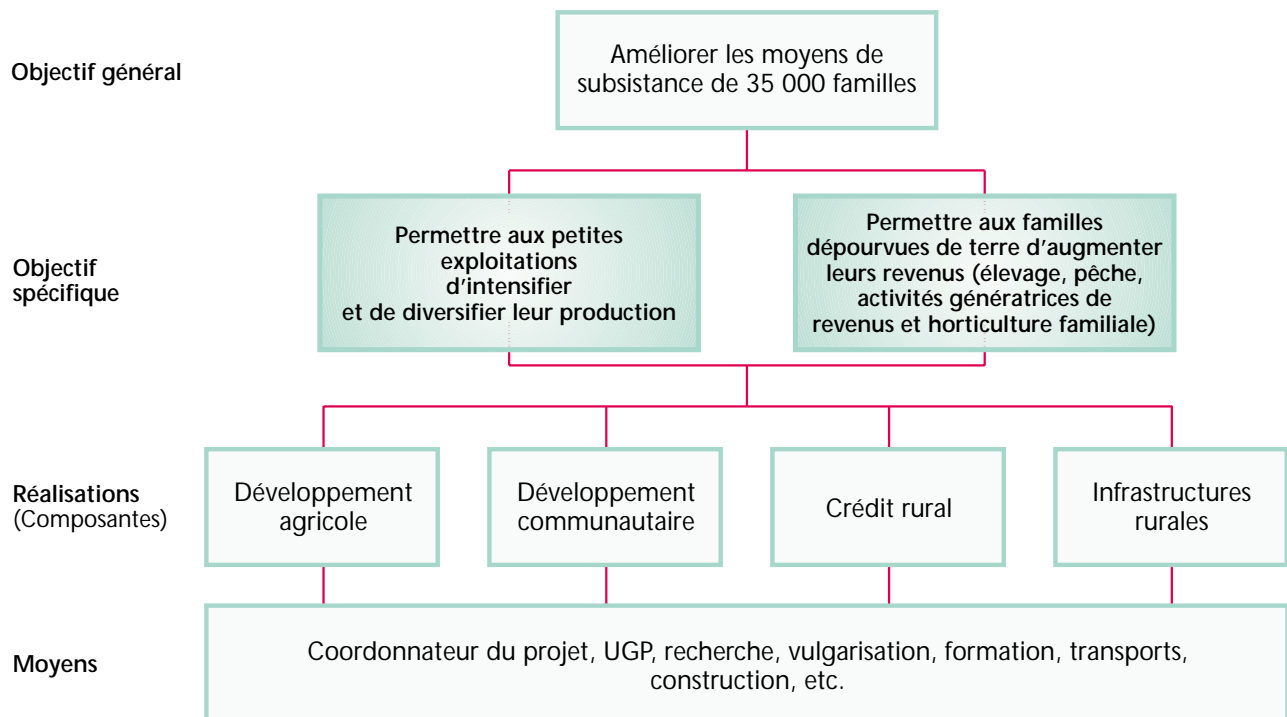 Objectif général
Améliorer les moyens de
subsistance de 35 000 familles
Objectif
spécifique
Permettre aux petites
exploitations
d'intensifier
et de diversifier leur production
Permettre aux familles
dépourvues de terre d'augmenter
leurs revenus (élevage, pêche,
activités génératrices de
revenus et horticulture familiale)
Réalisations
(Composantes)
Développement
agricole
Développement
communautaire
Crédit rural
Infrastructures
rurales
Moyens
Coordonnateur du projet, UGP, recherche, vulgarisation, formation, transports,
construction, etc.